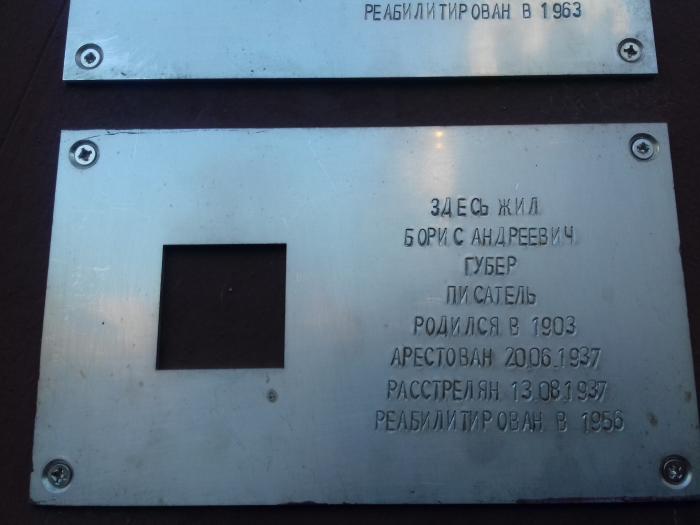 РЕАБИЛИТИРОВАН В 1963
ЗДЕСЬ ЖИЛ
БОРИС АНДРЕЕВИЧ
ГУБЕР
ПИСАТЕЛЬ
РОДИЛСЯ В 1903
АРЕСТОВАН 20.06.1937
РАССТРЕЛЯН 13.08.1937
РЕАБИЛИТИРОВАН В 1956